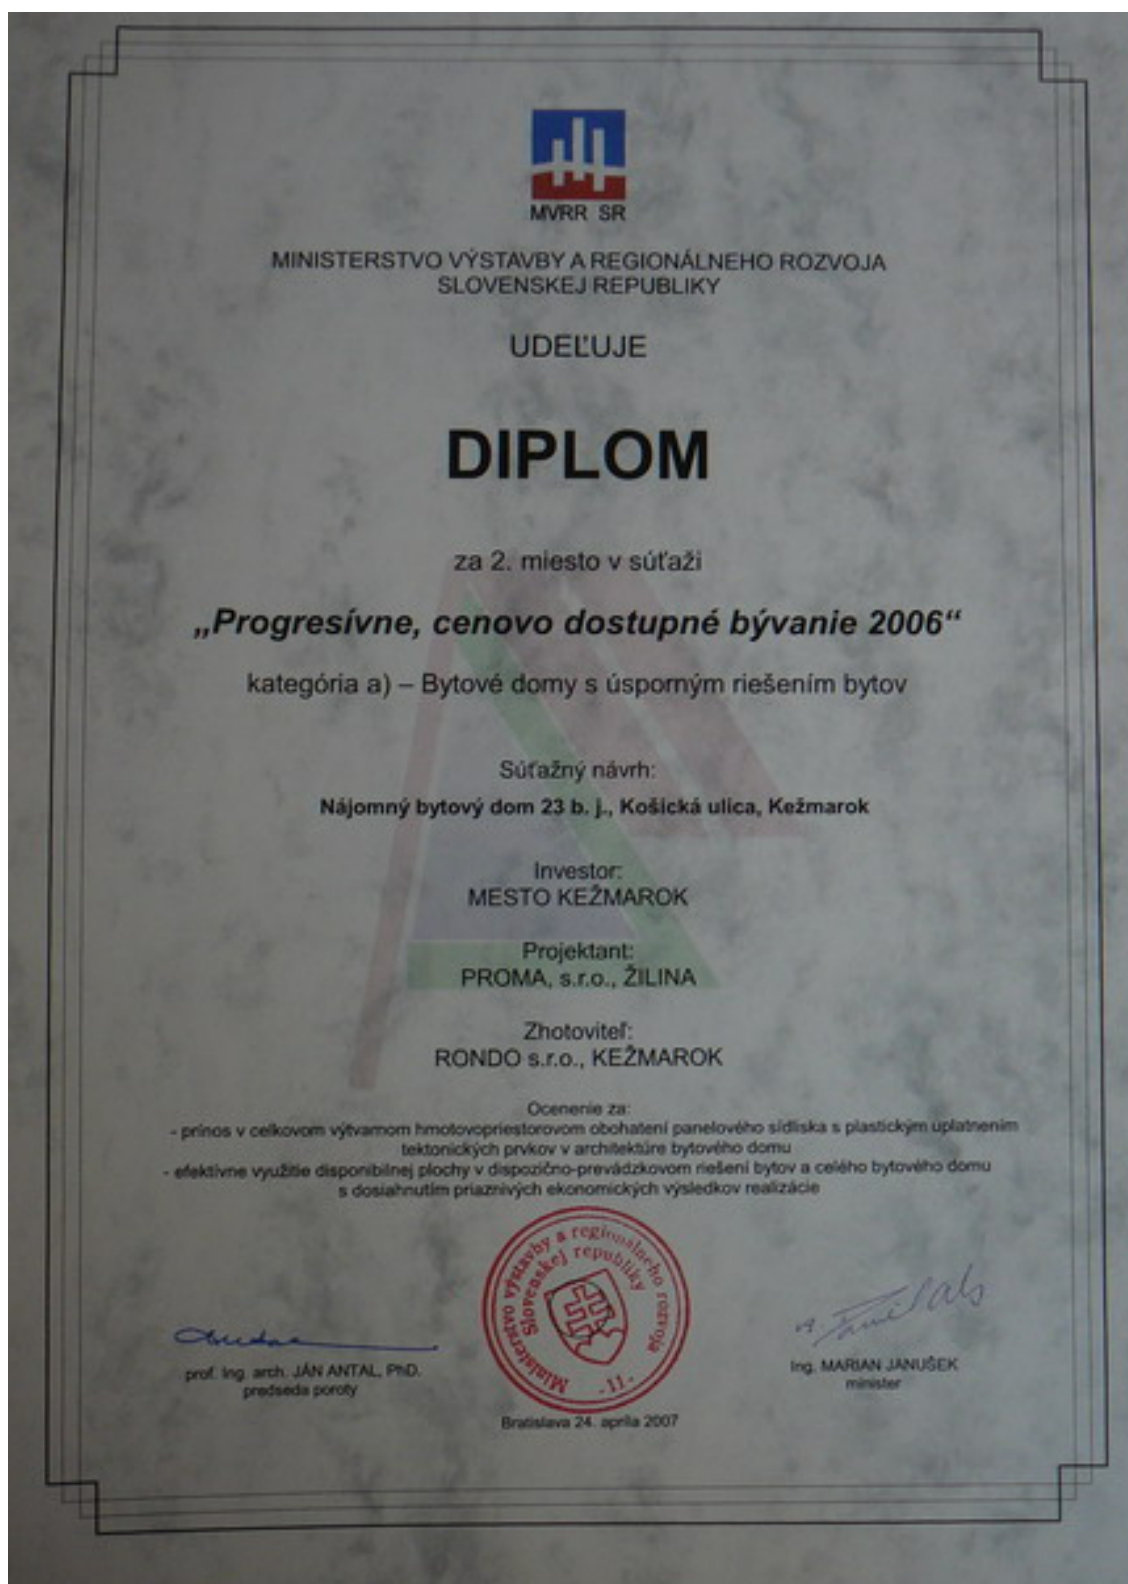 MVRR SR
MINISTERSTVO VÝSTAVBY A REGIONÁLNEHO ROZVOJA
SLOVENSKEJ REPUBLIKY
UDEĽUJE
DIPLOM
za 2. miesto v súťaži
„Progresívne, cenovo dostupné bývanie 2006“
kategória a) – Bytové domy s úsporným riešením bytov
Súťažný návrh:
Nájomný bytový dom 23 b. j., Košická ulica, Kežmarok
Investor:
MESTO KEŽMAROK
Projektant:
PROMA, s.r.o., ŽILINA
Zhotoviteľ:
RONDO s.r.o., KEŽMAROK
Ocenenie za:
- prínos v celkovom výtvarnom hmotovopriestorovom obohatení panelového sídliska s plastickým uplatnením
tektonických prvkov v architektúre bytového domu
- efektívne využitie disponibilnej plochy v dispozično-prevádzkovom riešení bytov a celého bytového domu
s dosiahnutím priaznivých ekonomických výsledkov realizácie
Ministerstvo výstavby a regionálneho rozvoja
Slovenskej republiky
- 11 -
prof. Ing. arch. JÁN ANTAL, PhD.
predseda poroty
Ing. MARIAN JANUŠEK
minister
Bratislava 24. apríla 2007